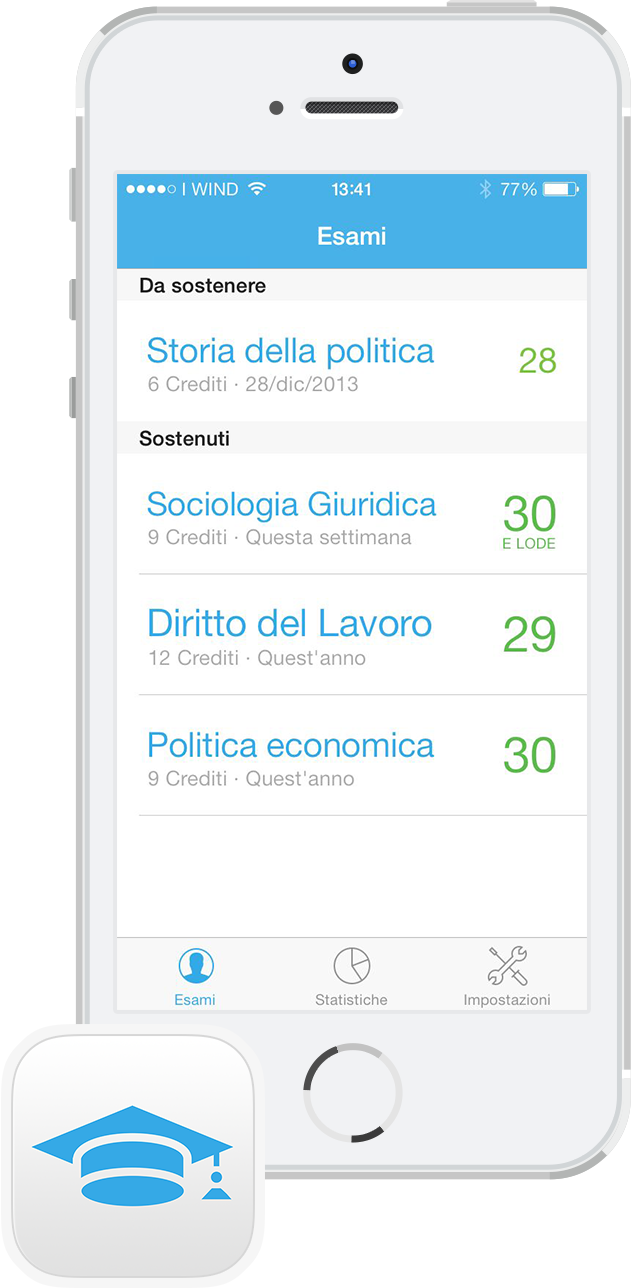 I WIND 13:41 77%
Esami
Da sostenere
Storia della politica 28
6 Crediti · 28/dic/2013
Sostenuti
Sociologia Giuridica 30
9 Crediti · Questa settimana E LODE
Diritto del Lavoro 29
12 Crediti · Quest'anno
Politica economica 30
9 Crediti · Quest'anno
Esami Statistiche Impostazioni